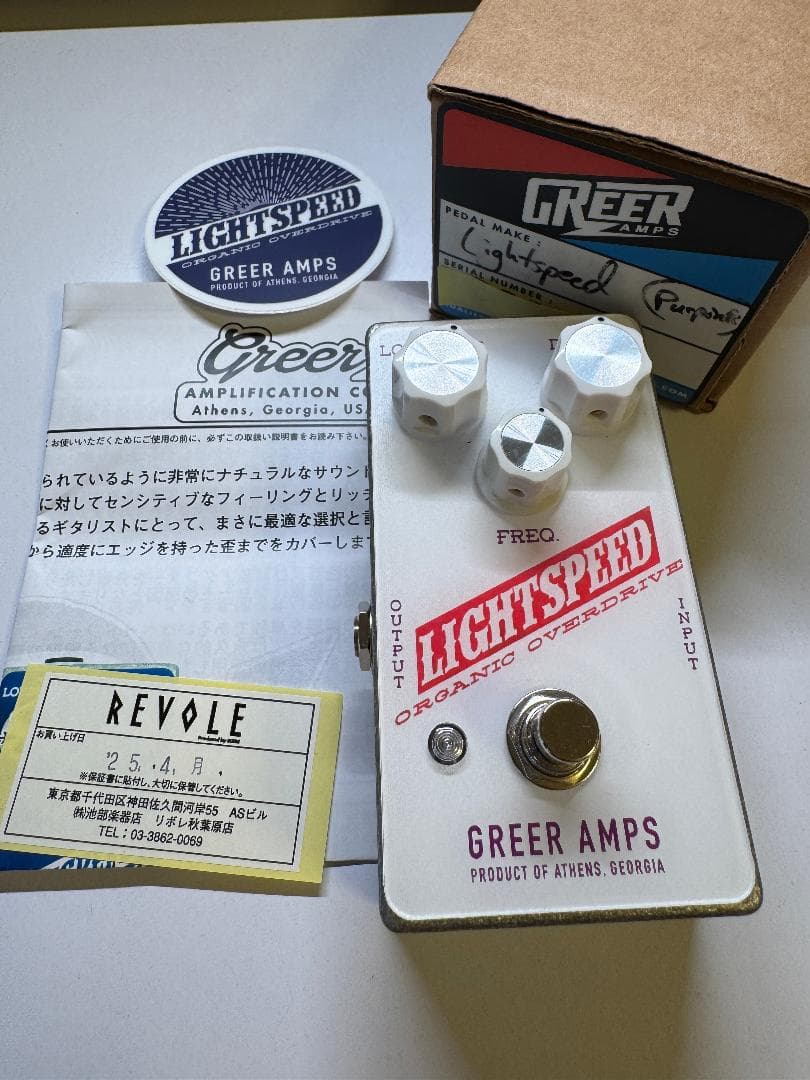 LIGHTSPEED
ORGANIC OVERDRIVE
GREER AMPS
PRODUCT OF ATHENS, GEORGIA
GREER
AMPS
PEDAL MAKE :
Lightspeed
SERIAL NUMBER :
Greer
AMPLIFICATION CO
Athens, Georgia, USA
くお使いいただくためにご使用の前に、必ずこの取扱い説明書をお読み下さい。
られているように非常にナチュラルなサウンド
に対してセンシティブなフィーリングとリッチ
るギタリストにとって、まさに最適な選択と言
から適度にエッジを持った歪までをカバーしま
LO
REVOLE
お買い上げ日
'25.4.月.
※保証書に貼付し、大切に保管してください。
東京都千代田区神田佐久間河岸55 ASビル
㈱池部楽器店 リボレ秋葉原店
TEL：03-3862-0069
LO
FREQ.
OUTPUT
INPUT
LIGHTSPEED
ORGANIC OVERDRIVE
GREER AMPS
PRODUCT OF ATHENS, GEORGIA